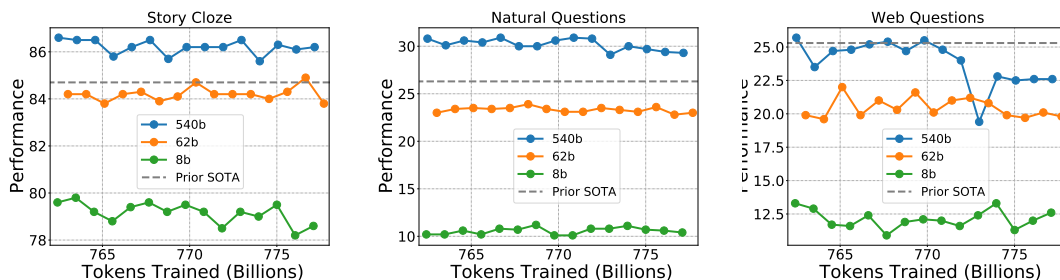 Story Cloze
Performance
86
84
82
80
78
540b
62b
8b
Prior SOTA
765
770
775
Tokens Trained (Billions)
Natural Questions
Performance
30
25
20
15
10
540b
62b
8b
Prior SOTA
765
770
775
Tokens Trained (Billions)
Web Questions
Performance
25.0
22.5
20.0
17.5
15.0
12.5
540b
62b
8b
Prior SOTA
765
770
775
Tokens Trained (Billions)